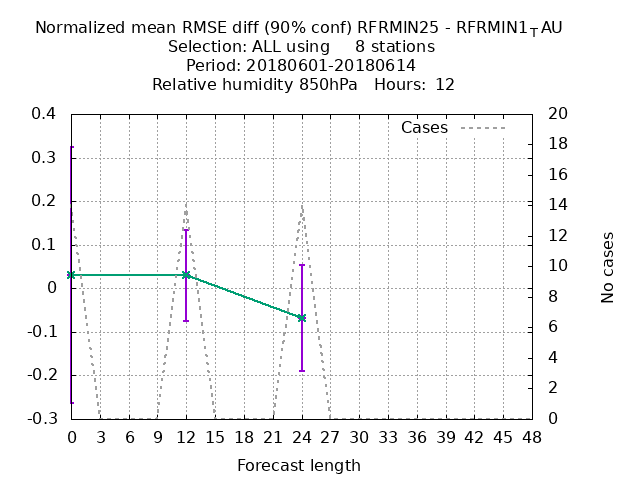 Normalized mean RMSE diff (90% conf) RFRMIN25 - RFRMIN1_TAU
Selection: ALL using     8 stations
Period: 20180601-20180614
Relative humidity 850hPa   Hours:  12
Cases
0.4
0.3
0.2
0.1
0
-0.1
-0.2
-0.3
20
18
16
14
12
10
8
6
4
2
0
No cases
0 3 6 9 12 15 18 21 24 27 30 33 36 39 42 45 48
Forecast length